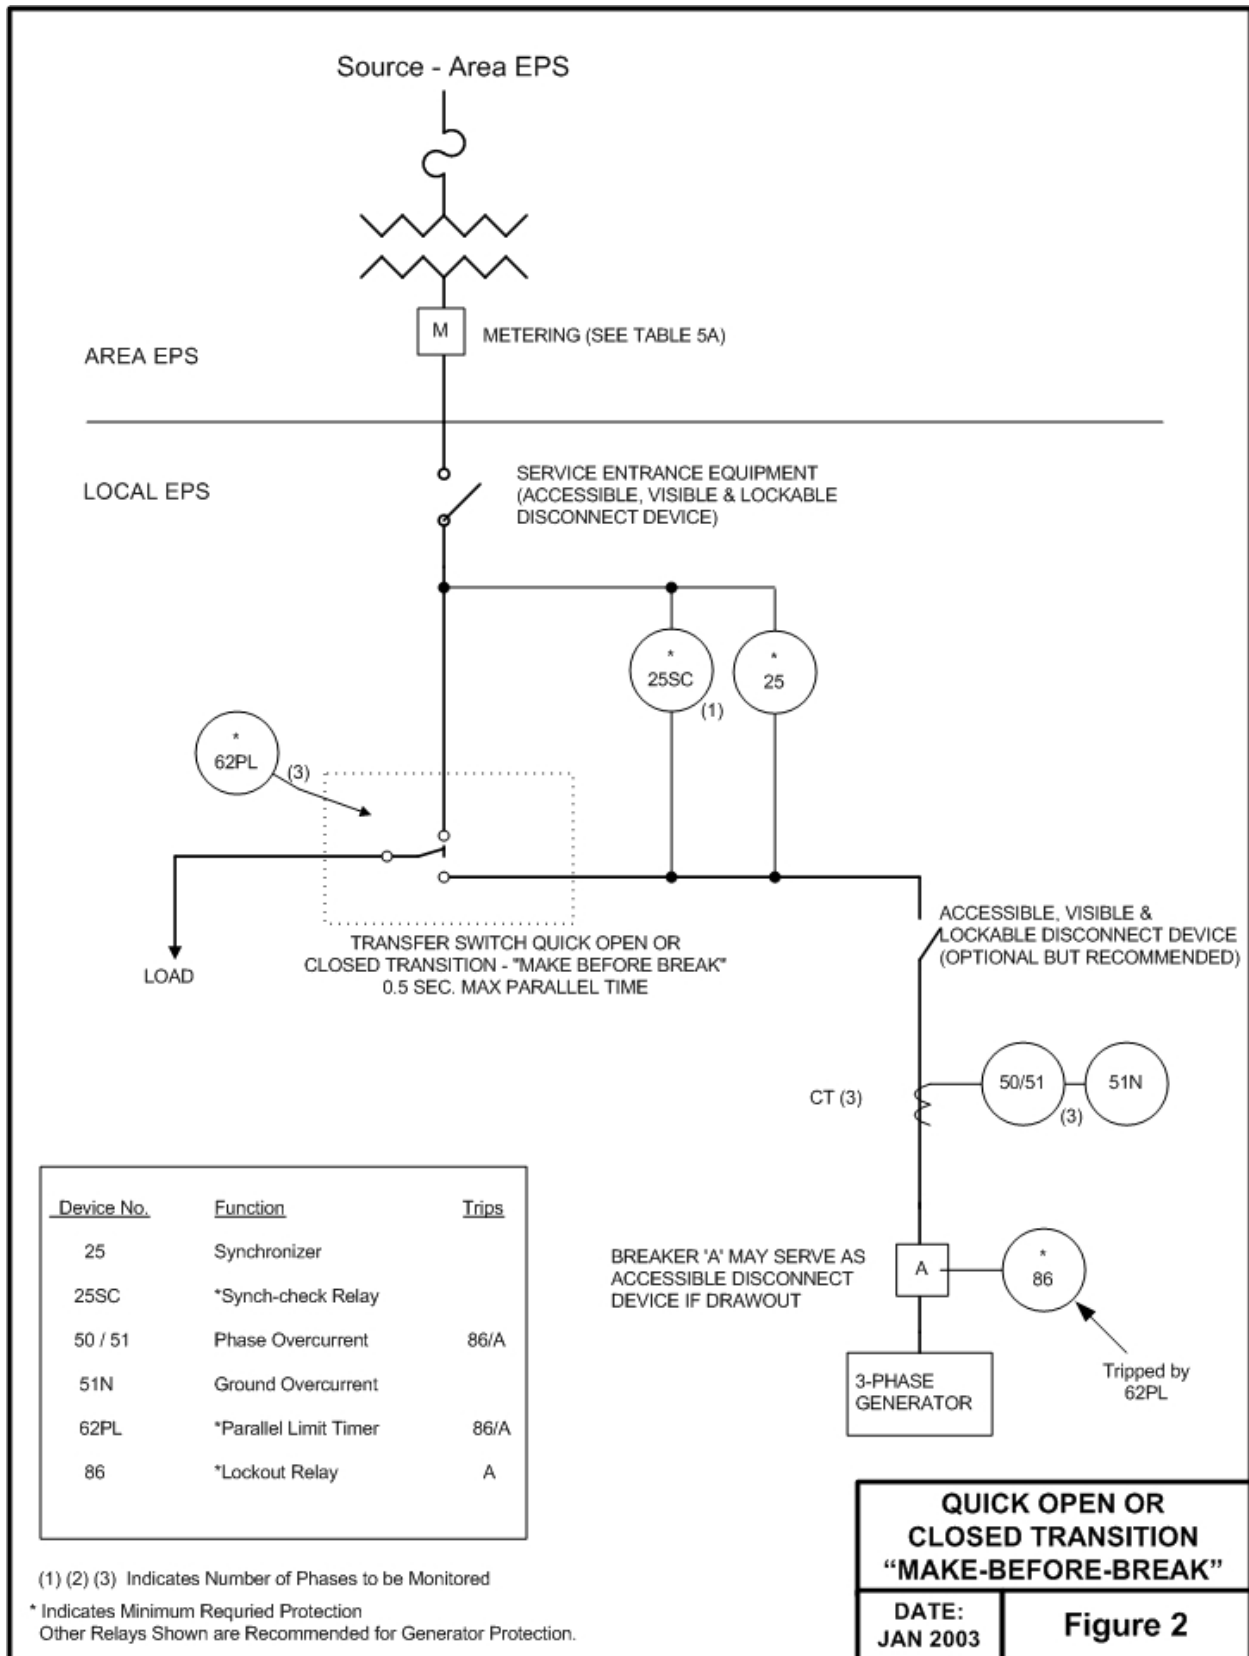 Source - Area EPS
M
METERING (SEE TABLE 5A)
AREA EPS
LOCAL EPS
SERVICE ENTRANCE EQUIPMENT
(ACCESSIBLE, VISIBLE & LOCKABLE
DISCONNECT DEVICE)
*
25SC
(1)
*
25
*
62PL
(3)
LOAD
TRANSFER SWITCH QUICK OPEN OR
CLOSED TRANSITION - "MAKE BEFORE BREAK"
0.5 SEC. MAX PARALLEL TIME
ACCESSIBLE, VISIBLE &
LOCKABLE DISCONNECT DEVICE
(OPTIONAL BUT RECOMMENDED)
CT (3)
50/51
(3)
51N
BREAKER 'A' MAY SERVE AS
ACCESSIBLE DISCONNECT
DEVICE IF DRAWOUT
A
*
86
Tripped by
62PL
3-PHASE
GENERATOR
Device No. Function Trips
25 Synchronizer
25SC *Synch-check Relay
50 / 51 Phase Overcurrent 86/A
51N Ground Overcurrent
62PL *Parallel Limit Timer 86/A
86 *Lockout Relay A
(1) (2) (3) Indicates Number of Phases to be Monitored
* Indicates Minimum Requried Protection
Other Relays Shown are Recommended for Generator Protection.
QUICK OPEN OR
CLOSED TRANSITION
“MAKE-BEFORE-BREAK”
DATE:
JAN 2003
Figure 2